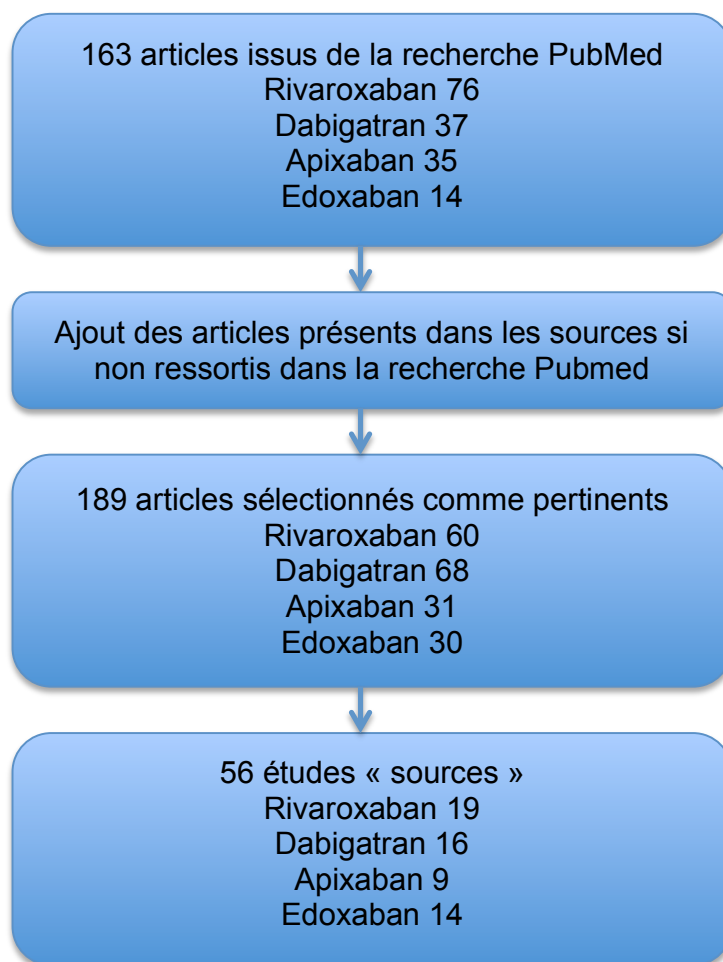 163 articles issus de la recherche PubMed
Rivaroxaban 76
Dabigatran 37
Apixaban 35
Edoxaban 14
Ajout des articles présents dans les sources si
non ressortis dans la recherche Pubmed
189 articles sélectionnés comme pertinents
Rivaroxaban 60
Dabigatran 68
Apixaban 31
Edoxaban 30
56 études « sources »
Rivaroxaban 19
Dabigatran 16
Apixaban 9
Edoxaban 14